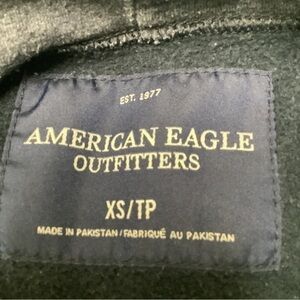 EST. 1977
AMERICAN EAGLE
OUTFITTERS
XS/TP
MADE IN PAKISTAN/FABRIQUÉ AU PAKISTAN